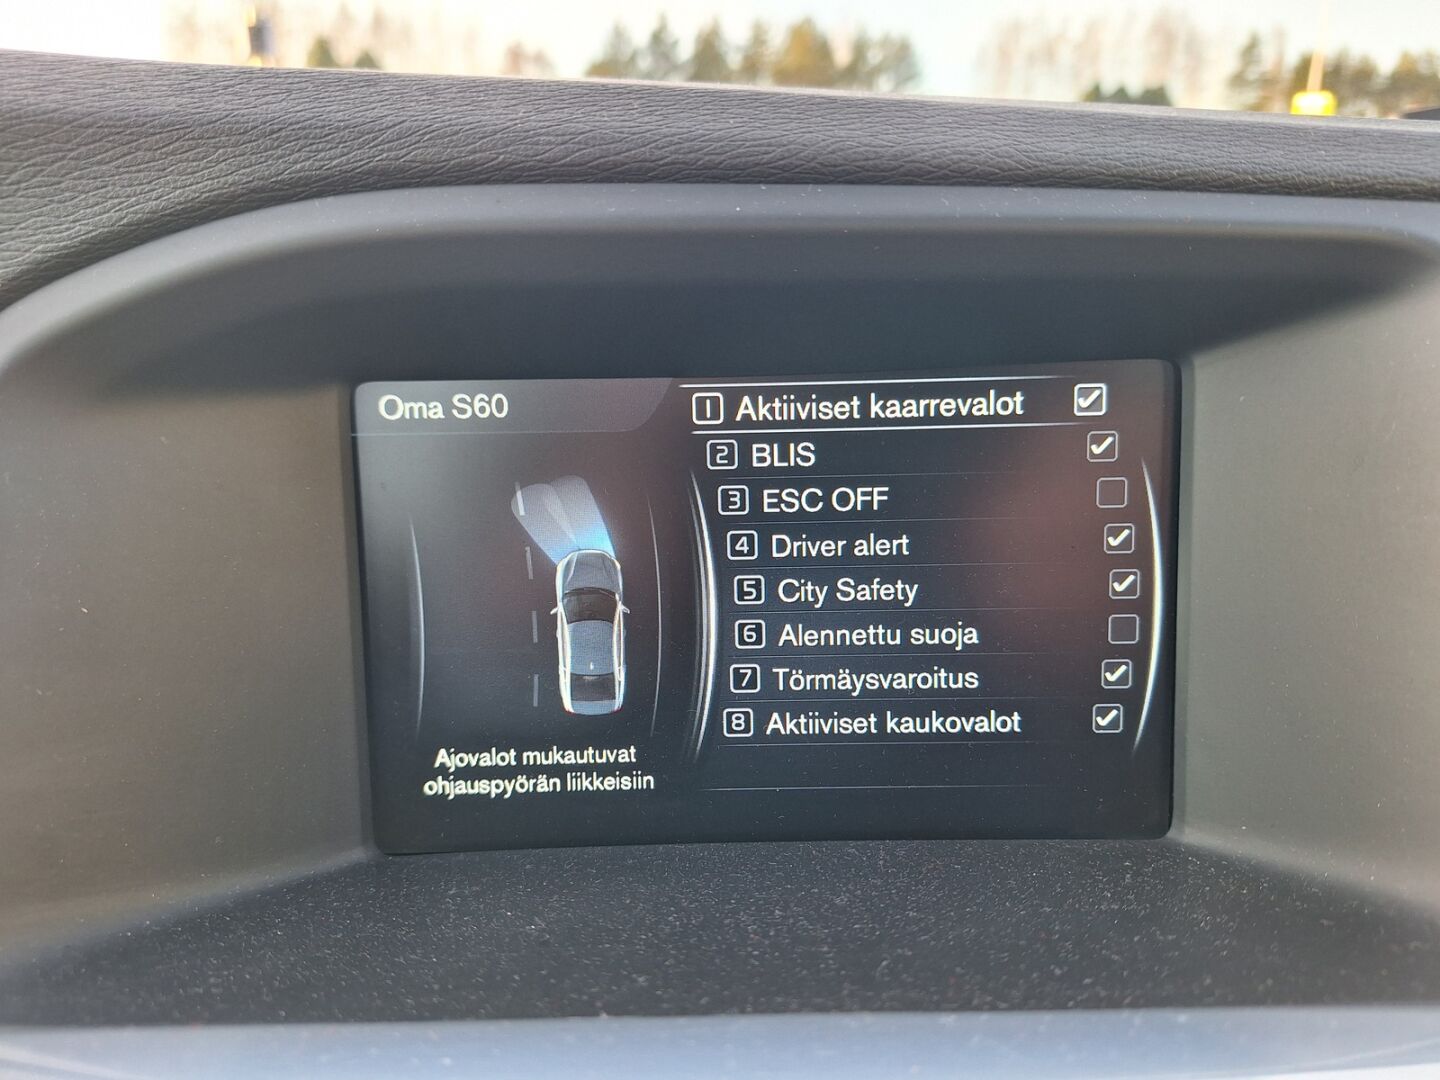 Oma S60
1 Aktiiviset kaarrevalot
2 BLIS
3 ESC OFF
4 Driver alert
5 City Safety
6 Alennettu suoja
7 Törmäysvaroitus
8 Aktiiviset kaukovalot
Ajovalot mukautuvat
ohjauspyörän liikkeisiin